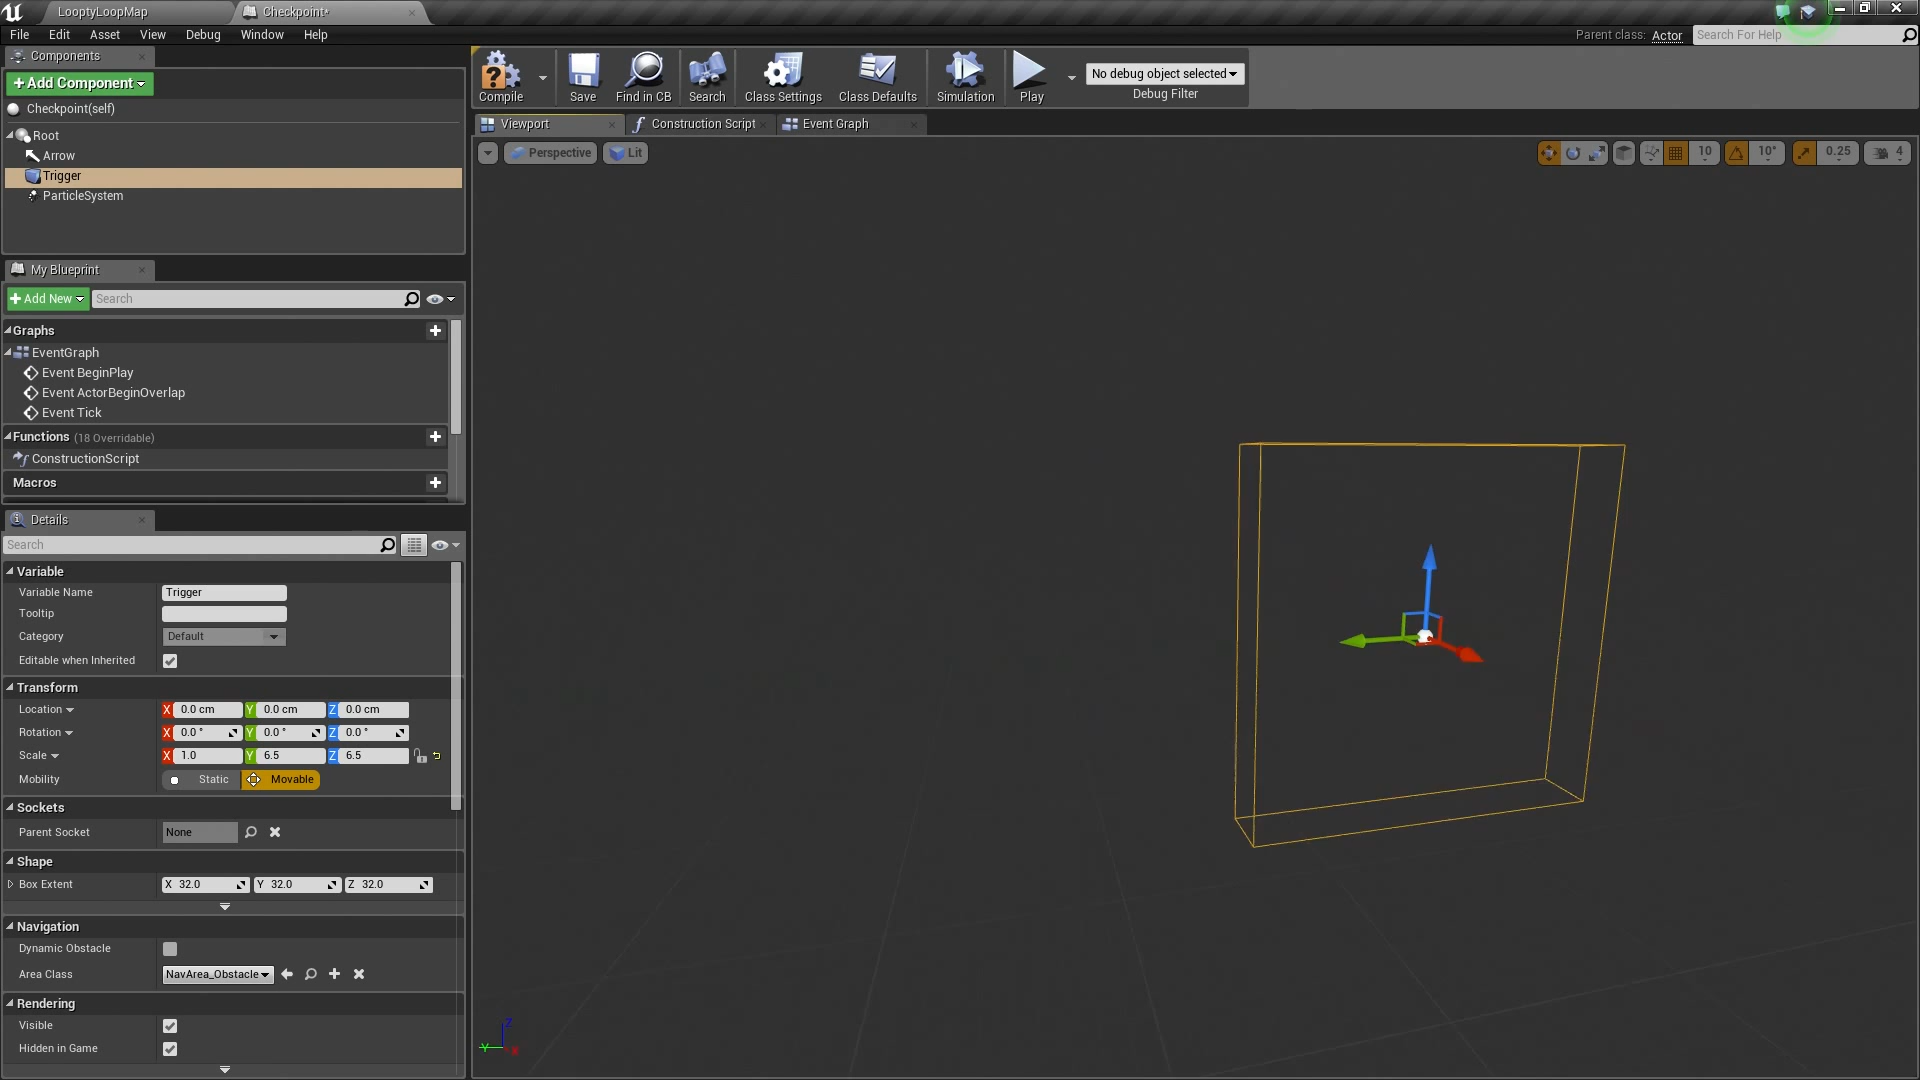 LooptyLoopMap
Checkpoint*
File Edit Asset View Debug Window Help
Parent class: Actor
Search For Help
Components
+ Add Component
Checkpoint(self)
Root
Arrow
Trigger
ParticleSystem
Compile
Save
Find in CB
Search
Class Settings
Class Defaults
Simulation
Play
No debug object selected
Debug Filter
Viewport
Construction Script
Event Graph
Perspective
Lit
10
10°
0.25
4
My Blueprint
+ Add New
Search
Graphs
EventGraph
Event BeginPlay
Event ActorBeginOverlap
Event Tick
Functions (18 Overridable)
ConstructionScript
Macros
Details
Search
Variable
Variable Name Trigger
Tooltip
Category Default
Editable when Inherited
Transform
Location X 0.0 cm Y 0.0 cm Z 0.0 cm
Rotation X 0.0 ° Y 0.0 ° Z 0.0 °
Scale X 1.0 Y 6.5 Z 6.5
Mobility Static Movable
Sockets
Parent Socket None
Shape
Box Extent X 32.0 Y 32.0 Z 32.0
Navigation
Dynamic Obstacle
Area Class NavArea_Obstacle
Rendering
Visible
Hidden in Game
Z
Y
X